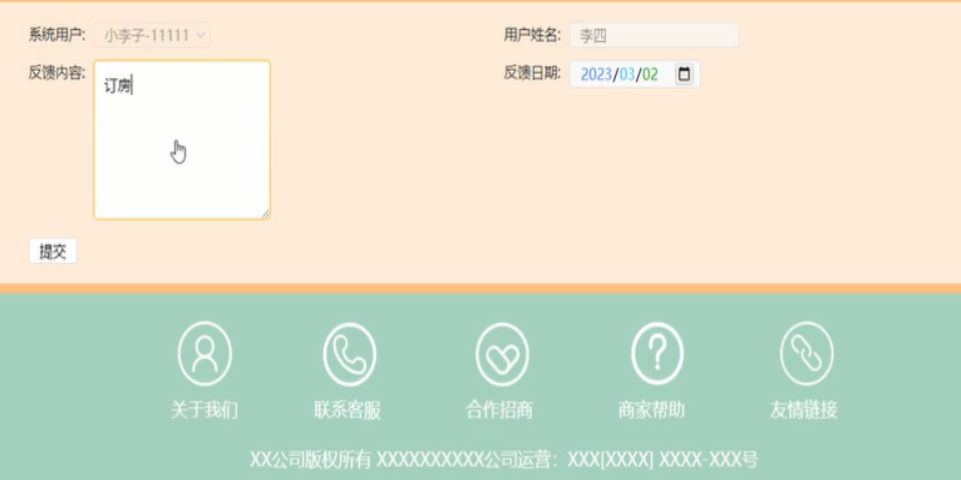 系统用户: 小李子-11111 用户姓名: 李四
反馈内容: 订房 反馈日期: 2023/03/02
提交
关于我们 联系客服 合作招商 商家帮助 友情链接
XX公司版权所有 XXXXXXXXXX公司运营: XXX[XXXX] XXXX-XXX号